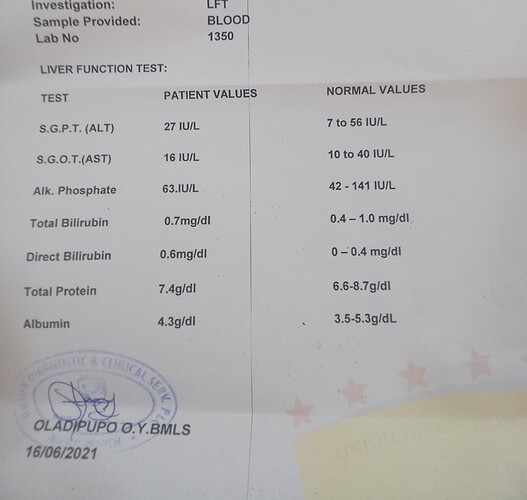 Investigation: LFT
Sample Provided: BLOOD
Lab No 1350
LIVER FUNCTION TEST:
TEST PATIENT VALUES NORMAL VALUES
S.G.P.T. (ALT) 27 IU/L 7 to 56 IU/L
S.G.O.T.(AST) 16 IU/L 10 to 40 IU/L
Alk. Phosphate 63.IU/L 42 - 141 IU/L
Total Bilirubin 0.7mg/dl 0.4 – 1.0 mg/dl
Direct Bilirubin 0.6mg/dl 0 – 0.4 mg/dl
Total Protein 7.4g/dl 6.6-8.7g/dl
Albumin 4.3g/dl 3.5-5.3g/dL
DIAGNOSTIC & CLINICAL SERV.
OLADIPUPO O.Y.BMLS
16/06/2021